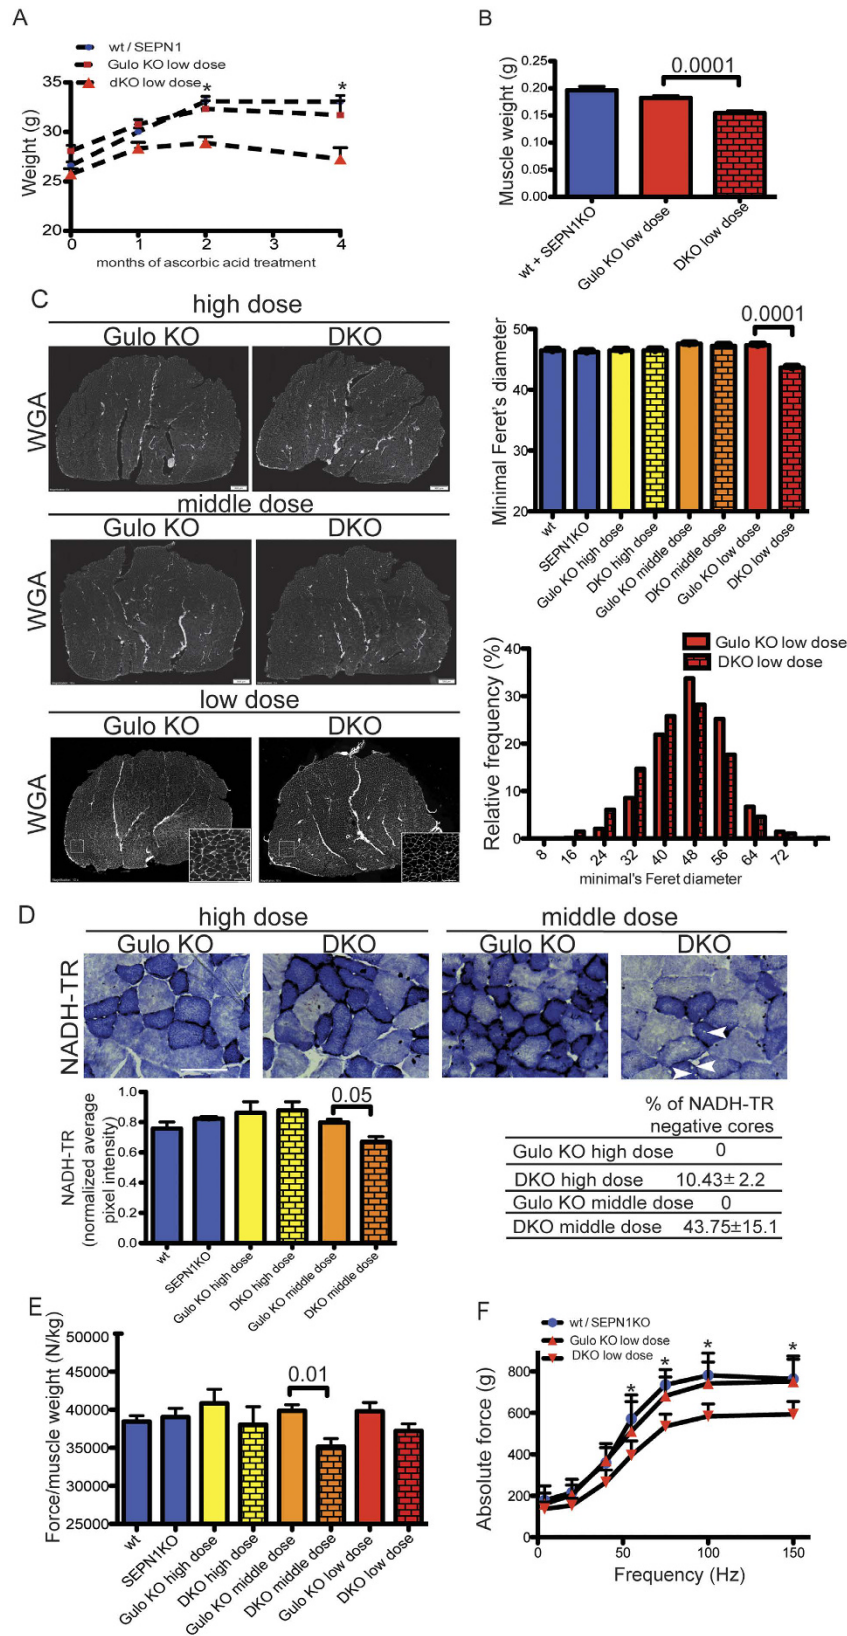 A
wt / SEPN1
Gulo KO low dose
dKO low dose
Weight (g)
35
30
25
20
* *
0 1 2 3 4
months of ascorbic acid treatment
B
Muscle weight (g)
0.25
0.20
0.15
0.10
0.05
0.00
0.0001
wt + SEPN1KO
Gulo KO low dose
DKO low dose
C
high dose
Gulo KO DKO
WGA
middle dose
Gulo KO DKO
WGA
low dose
Gulo KO DKO
WGA
Minimal Feret's diameter
50
40
30
20
0.0001
wt
SEPN1KO
Gulo KO high dose
DKO high dose
Gulo KO middle dose
DKO middle dose
Gulo KO low dose
DKO low dose
Gulo KO low dose
DKO low dose
Relative frequency (%)
40
30
20
10
0
8 16 24 32 40 48 56 64 72
minimal's Feret diameter
D
high dose middle dose
Gulo KO DKO Gulo KO DKO
NADH-TR
NADH-TR
(normalized average
pixel intensity)
1.0
0.8
0.6
0.4
0.2
0.0
0.05
wt
SEPN1KO
Gulo KO high dose
DKO high dose
Gulo KO middle dose
DKO middle dose
% of NADH-TR
negative cores
Gulo KO high dose 0
DKO high dose 10.43± 2.2
Gulo KO middle dose 0
DKO middle dose 43.75±15.1
E
Force/muscle weight (N/kg)
50000
45000
40000
35000
30000
25000
0.01
wt
SEPN1KO
Gulo KO high dose
DKO high dose
Gulo KO middle dose
DKO middle dose
Gulo KO low dose
DKO low dose
F
wt / SEPN1KO
Gulo KO low dose
DKO low dose
Absolute force (g)
800
600
400
200
0
* * * *
0 50 100 150
Frequency (Hz)